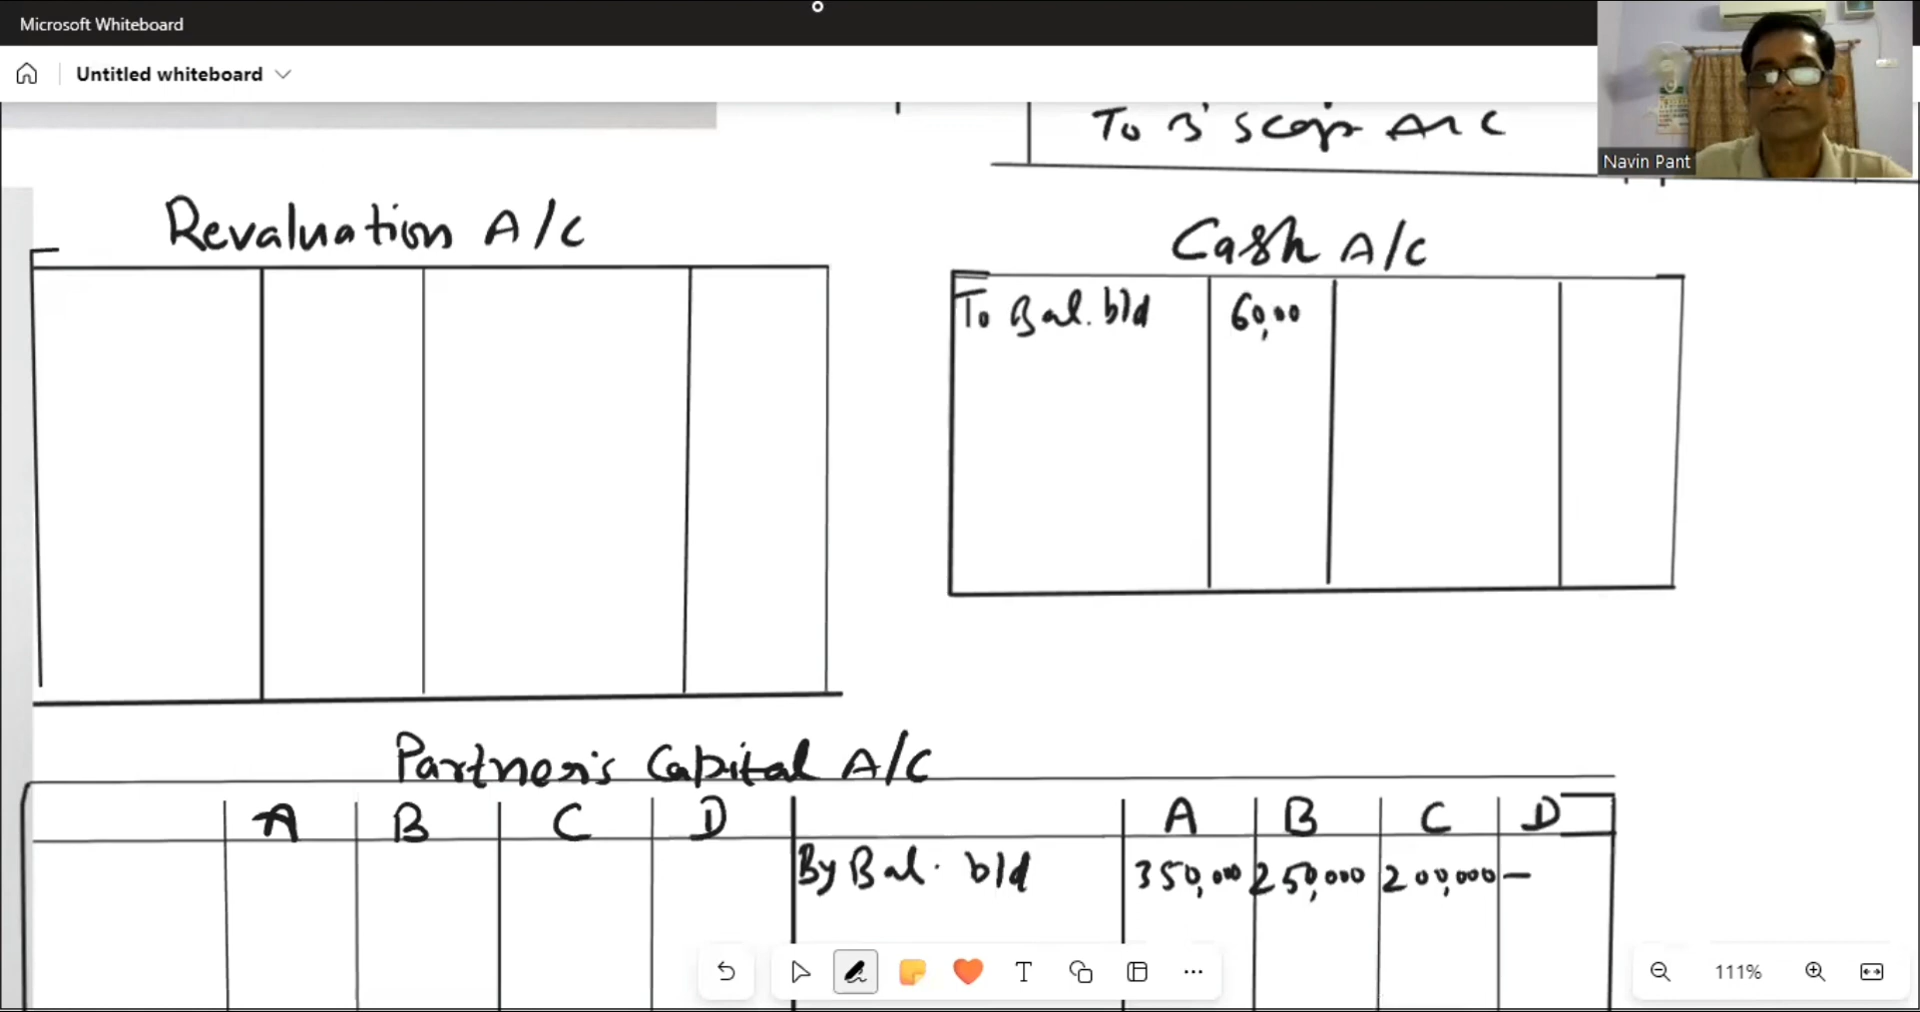 Microsoft Whiteboard
Untitled whiteboard
Navin Pant
To B's cap A/C
Revaluation A/C
Cash A/C
To Bal. b/d 60,00
Partner's Capital A/C
A B C D A B C D
By Bal. b/d 350,000 250,000 200,000 —
T
111%